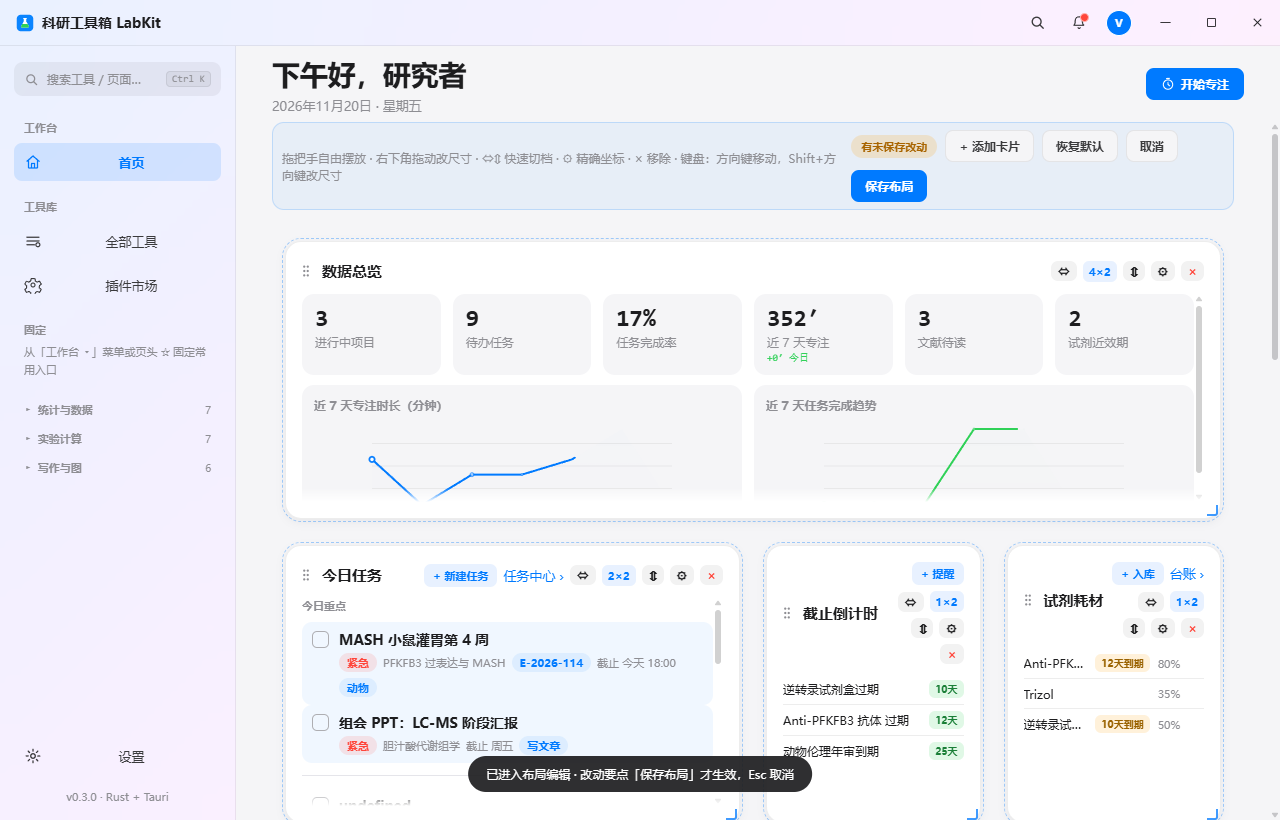 科研工具箱 LabKit
V
搜索工具 / 页面... Ctrl K
工作台
首页
工具库
全部工具
插件市场
固定
从「工作台 ▾」菜单或页头 ☆ 固定常
用入口
▸ 统计与数据 7
▸ 实验计算 7
▸ 写作与图 6
设置
v0.3.0 · Rust + Tauri
下午好，研究者
2026年11月20日 · 星期五
开始专注
拖把手自由摆放 · 右下角拖动改尺寸 · ⇔⇕ 快速切档 · ⚙ 精确坐标 · × 移除 · 键盘：方向键移动，Shift+方
向键改尺寸
有未保存改动
+ 添加卡片
恢复默认
取消
保存布局
数据总览
⇔ 4×2 ⇕ ⚙ ×
3
进行中项目
9
待办任务
17%
任务完成率
352′
近 7 天专注
+0′ 今日
3
文献待读
2
试剂近效期
近 7 天专注时长（分钟）
近 7 天任务完成趋势
今日任务
+ 新建任务 任务中心 › ⇔ 2×2 ⇕ ⚙ ×
今日重点
MASH 小鼠灌胃第 4 周
紧急 PFKFB3 过表达与 MASH E-2026-114 截止 今天 18:00
动物
组会 PPT：LC-MS 阶段汇报
紧急 胆汁酸代谢组学 截止 周五 写文章
undefined
截止倒计时
+ 提醒
⇔ 1×2
⇕ ⚙
×
逆转录试剂盒过期 10天
Anti-PFKFB3 抗体 过期 12天
动物伦理年审到期 25天
试剂耗材
+ 入库 台账 ›
⇔ 1×2
⇕ ⚙ ×
Anti-PFK... 12天到期 80%
Trizol 35%
逆转录试... 10天到期 50%
已进入布局编辑 · 改动要点「保存布局」才生效，Esc 取消